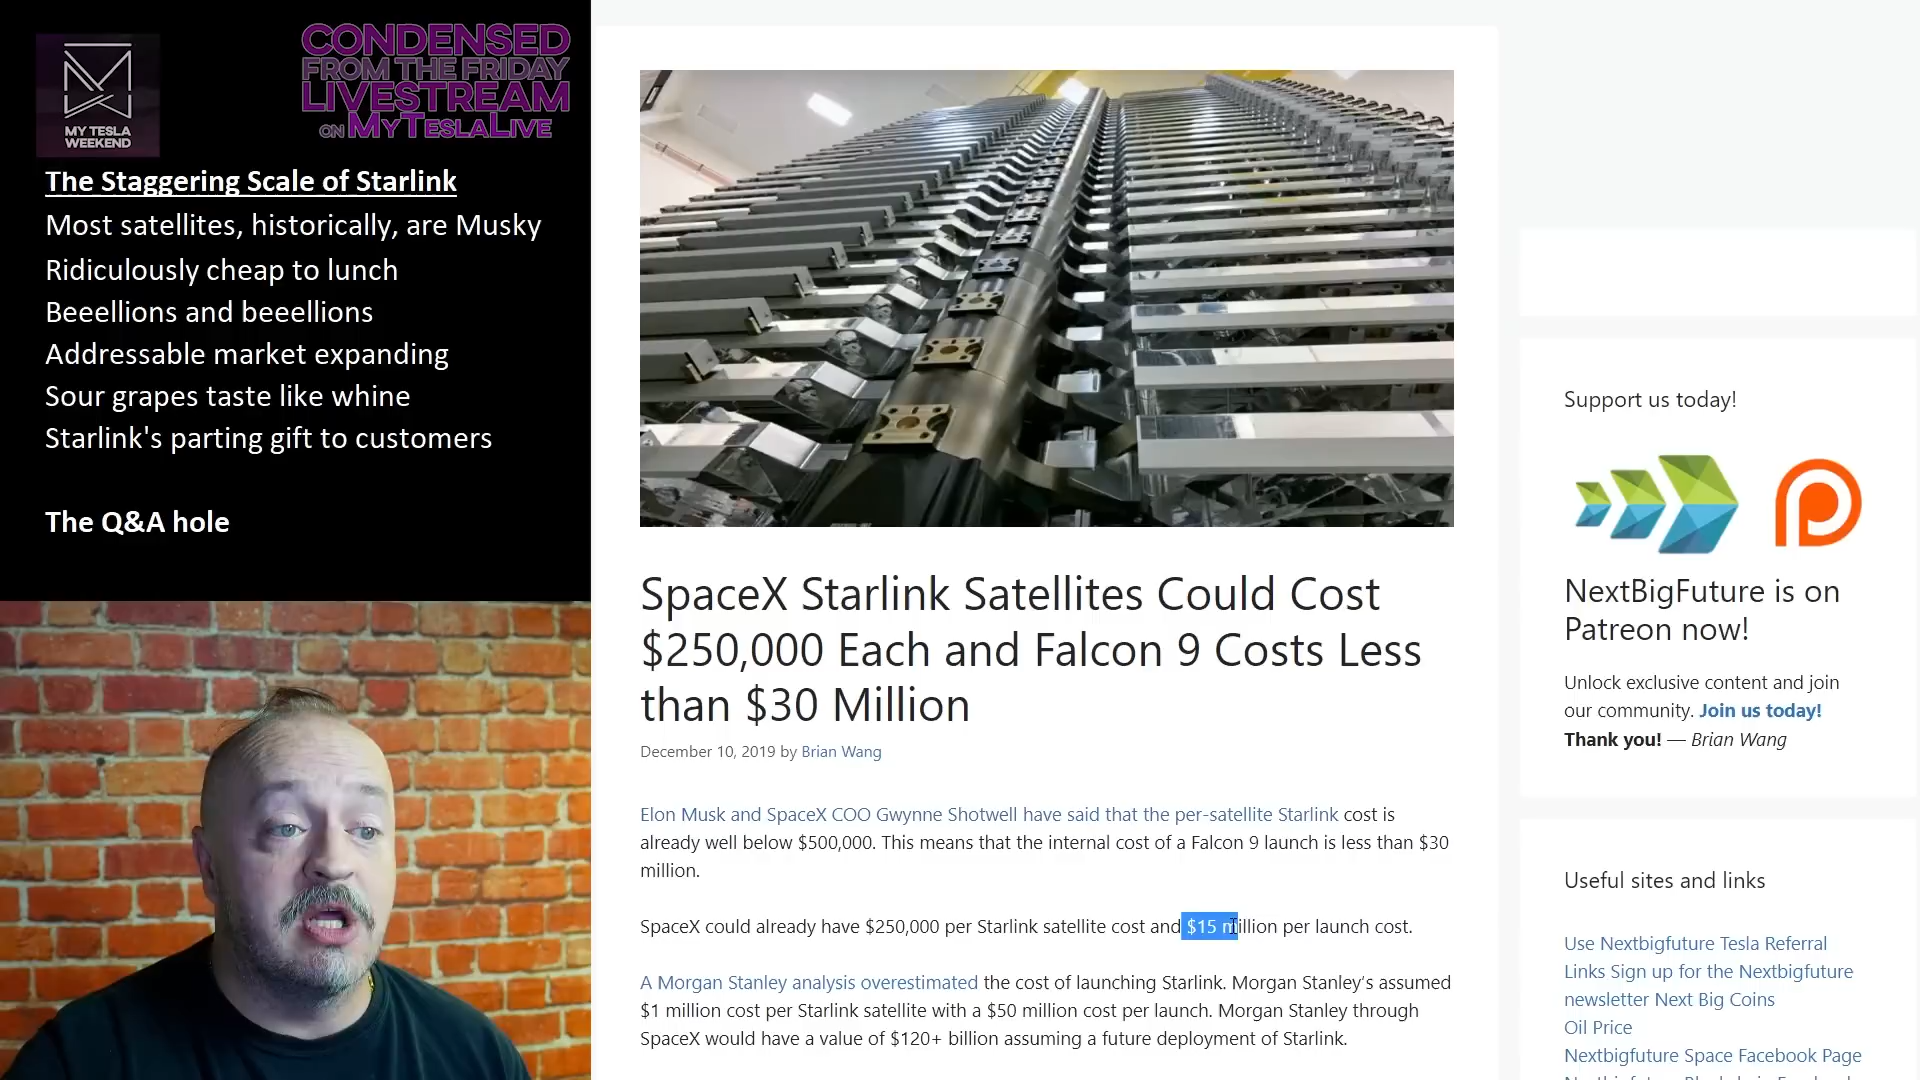 MY TESLA
WEEKEND
CONDENSED
FROM THE FRIDAY
LIVESTREAM
ON MYTESLALIVE
The Staggering Scale of Starlink
Most satellites, historically, are Musky
Ridiculously cheap to lunch
Beeellions and beeellions
Addressable market expanding
Sour grapes taste like whine
Starlink's parting gift to customers
The Q&A hole
SpaceX Starlink Satellites Could Cost
$250,000 Each and Falcon 9 Costs Less
than $30 Million
December 10, 2019 by Brian Wang
Elon Musk and SpaceX COO Gwynne Shotwell have said that the per-satellite Starlink cost is
already well below $500,000. This means that the internal cost of a Falcon 9 launch is less than $30
million.
SpaceX could already have $250,000 per Starlink satellite cost and $15 million per launch cost.
A Morgan Stanley analysis overestimated the cost of launching Starlink. Morgan Stanley's assumed
$1 million cost per Starlink satellite with a $50 million cost per launch. Morgan Stanley through
SpaceX would have a value of $120+ billion assuming a future deployment of Starlink.
Support us today!
NextBigFuture is on
Patreon now!
Unlock exclusive content and join
our community. Join us today!
Thank you! — Brian Wang
Useful sites and links
Use Nextbigfuture Tesla Referral
Links Sign up for the Nextbigfuture
newsletter Next Big Coins
Oil Price
Nextbigfuture Space Facebook Page